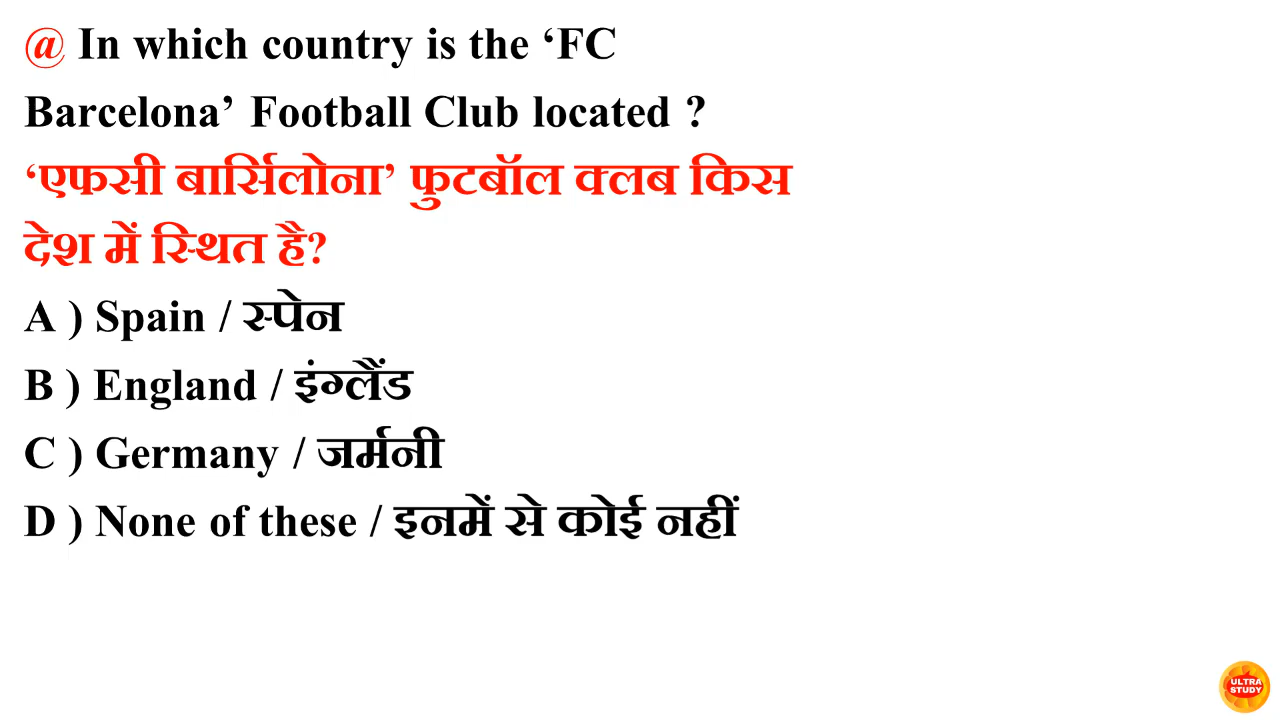 @ In which country is the ‘FC
Barcelona’ Football Club located ?
‘एफसी बार्सिलोना’ फुटबॉल क्लब किस
देश में स्थित है?
A ) Spain / स्पेन
B ) England / इंग्लैंड
C ) Germany / जर्मनी
D ) None of these / इनमें से कोई नहीं
ULTRA
STUDY